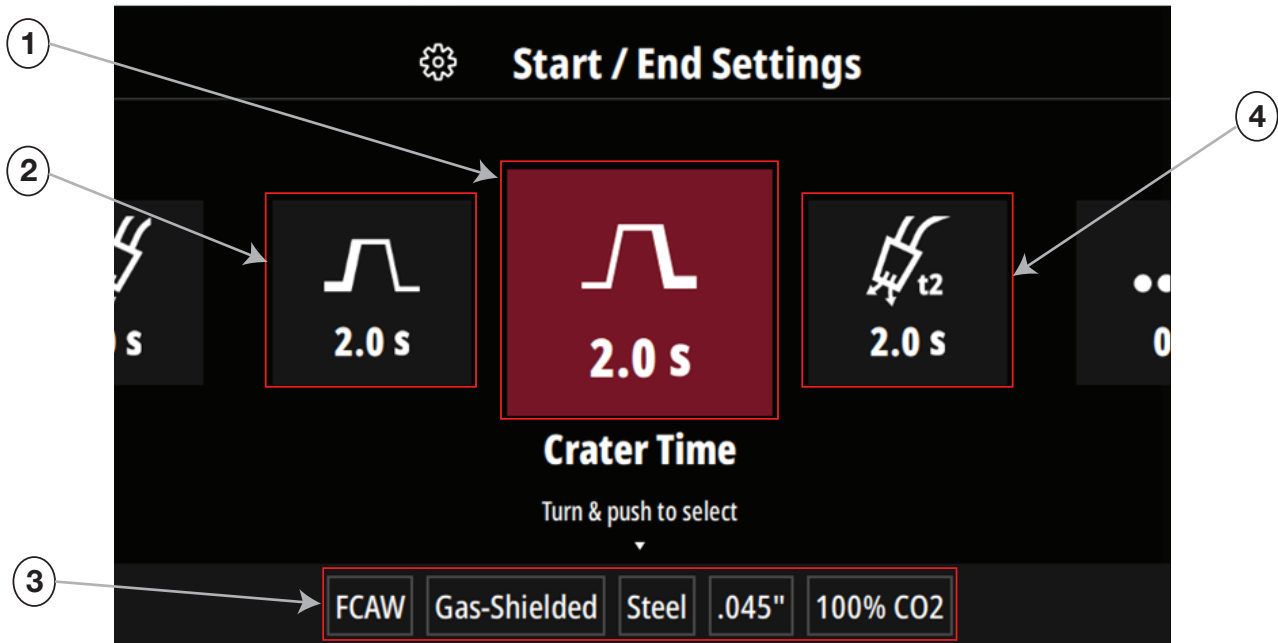 1
Start / End Settings
4
2
t2
s
2.0 s
2.0 s
2.0 s
0
Crater Time
Turn & push to select
3
FCAW Gas-Shielded Steel .045" 100% CO2